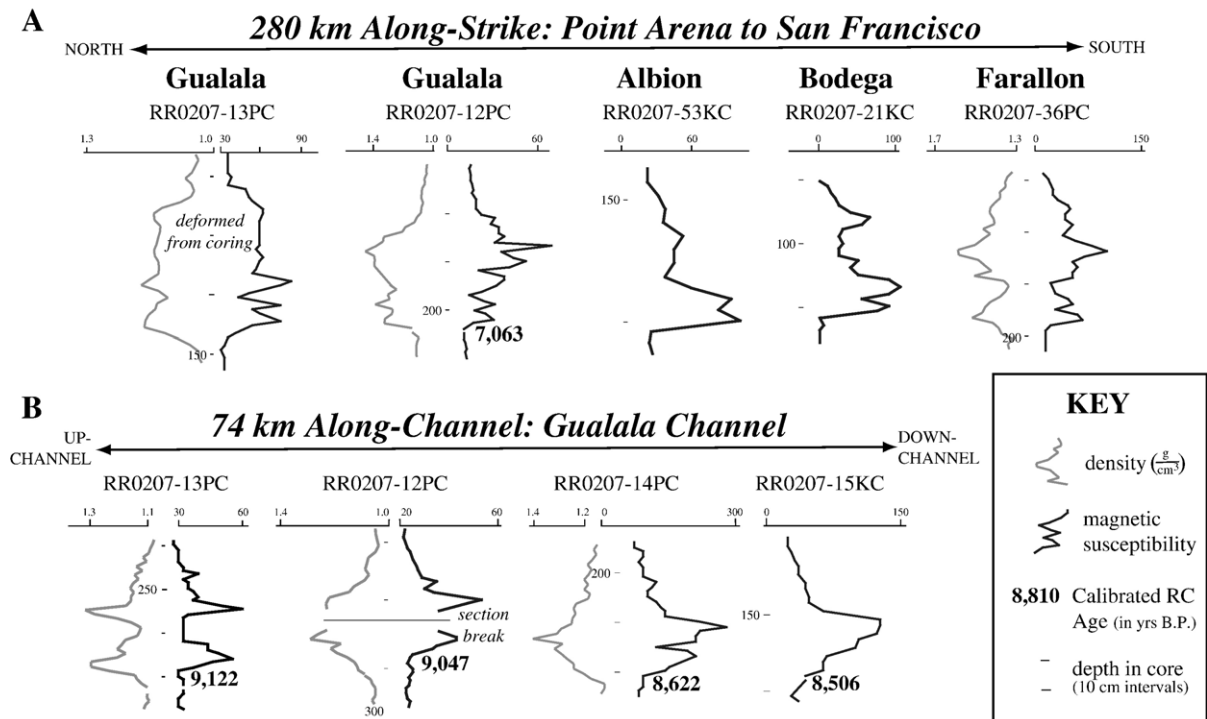 A
280 km Along-Strike: Point Arena to San Francisco
NORTH
SOUTH
Gualala Gualala Albion Bodega Farallon
RR0207-13PC RR0207-12PC RR0207-53KC RR0207-21KC RR0207-36PC
1.3 1.0 30 90 1.4 1.0 0 60 0 60 0 100 1.7 1.3 0 150
deformed
from coring
150
200
7,063
150
100
200
B
74 km Along-Channel: Gualala Channel
UP-
CHANNEL
DOWN-
CHANNEL
RR0207-13PC RR0207-12PC RR0207-14PC RR0207-15KC
1.3 1.1 30 60 1.4 1.0 20 60 1.4 1.2 0 300 0 150
250
9,122
section
break
9,047
300
200
8,622
150
8,506
KEY
density (g/cm³)
magnetic
susceptibility
8,810 Calibrated RC
Age (in yrs B.P.)
depth in core
(10 cm intervals)